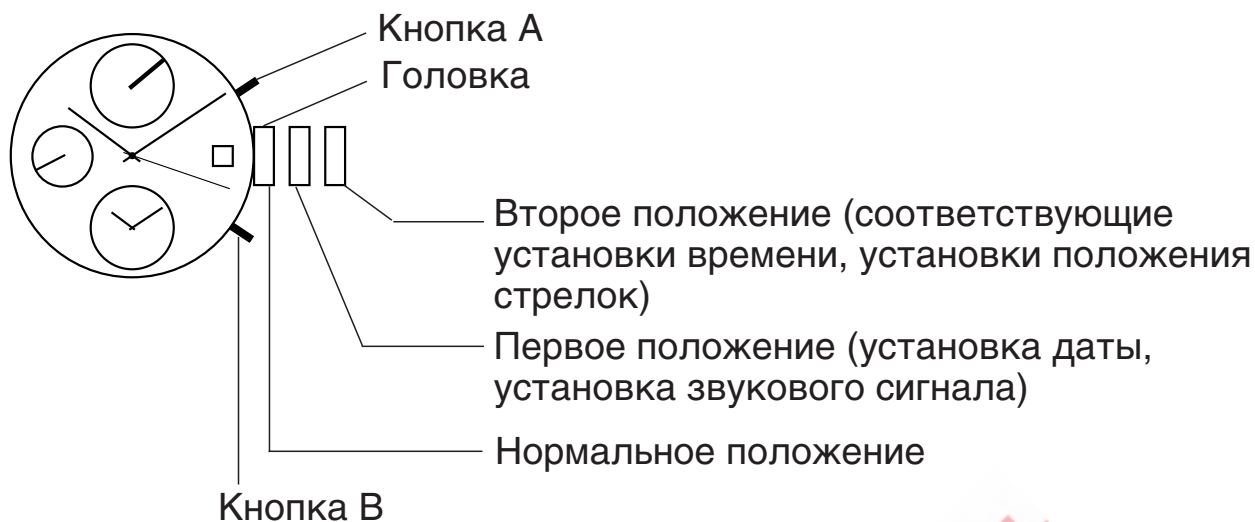 Кнопка А
Головка
Второе положение (соответствующие
установки времени, установки положения
стрелок)
Первое положение (установка даты,
установка звукового сигнала)
Нормальное положение
Кнопка В